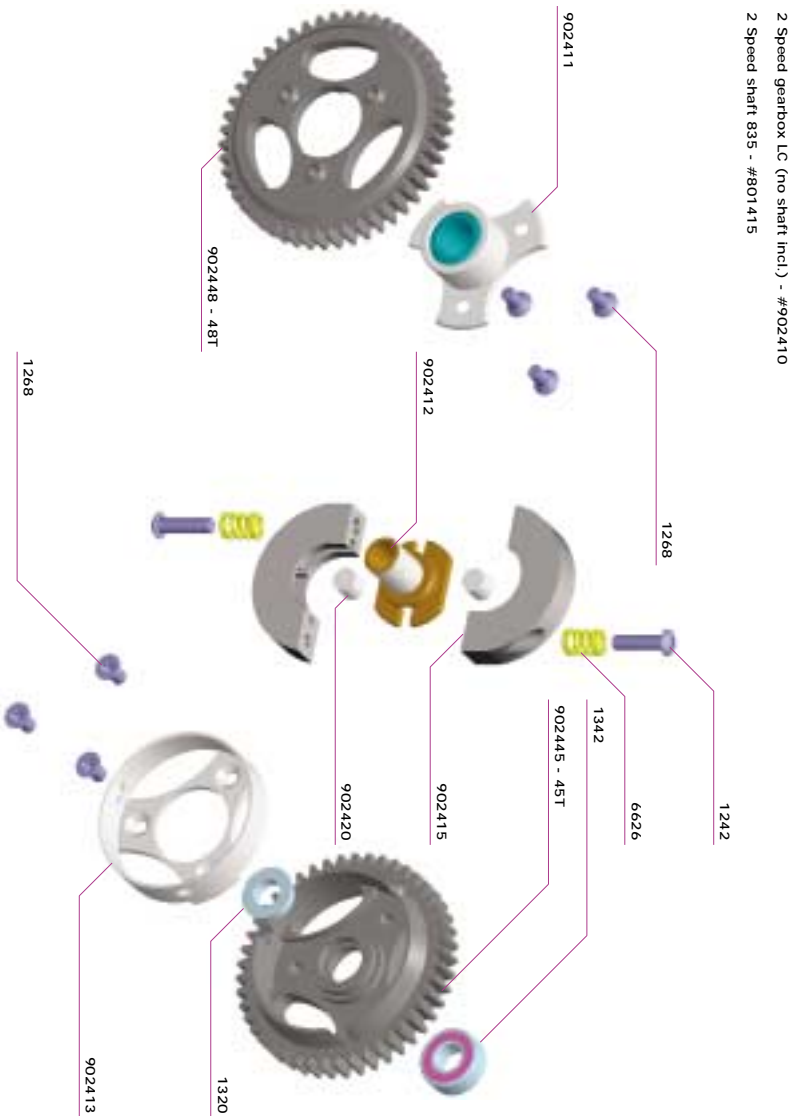 2 Speed gearbox LC (no shaft incl.) - #902410
2 Speed shaft 835 - #801415
902411
1268
902448 - 48T
902412
1268
1242
6626
1342
902445 - 45T
902415
902420
1320
902413